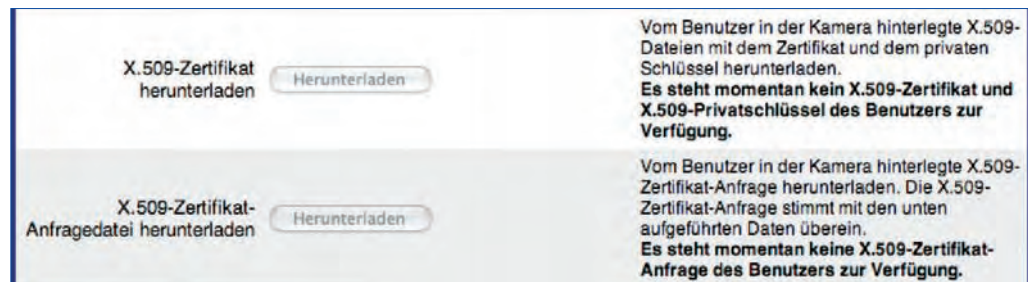 X.509-Zertifikat
herunterladen
Herunterladen
Vom Benutzer in der Kamera hinterlegte X.509-
Dateien mit dem Zertifikat und dem privaten
Schlüssel herunterladen.
Es steht momentan kein X.509-Zertifikat und
X.509-Privatschlüssel des Benutzers zur
Verfügung.
X.509-Zertifikat-
Anfragedatei herunterladen
Herunterladen
Vom Benutzer in der Kamera hinterlegte X.509-
Zertifikat-Anfrage herunterladen. Die X.509-
Zertifikat-Anfrage stimmt mit den unten
aufgeführten Daten überein.
Es steht momentan keine X.509-Zertifikat-
Anfrage des Benutzers zur Verfügung.